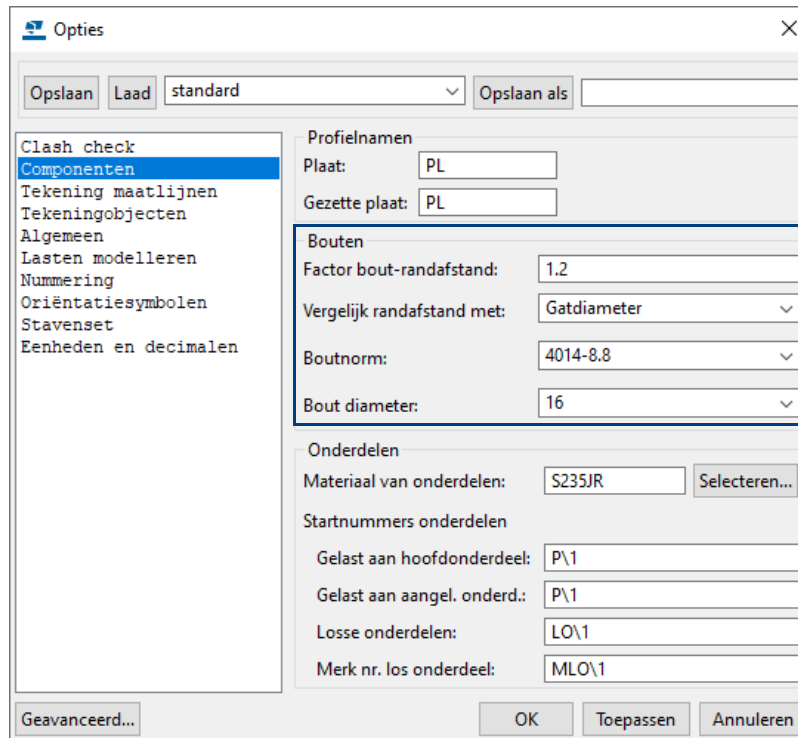 Opties
Opslaan Laad standard Opslaan als
Clash check
Componenten
Tekening maatlijnen
Tekeningobjecten
Algemeen
Lasten modelleren
Nummering
Oriëntatiesymbolen
Stavenset
Eenheden en decimalen
Profielnamen
Plaat: PL
Gezette plaat: PL
Bouten
Factor bout-randafstand: 1.2
Vergelijk randafstand met: Gatdiameter
Boutnorm: 4014-8.8
Bout diameter: 16
Onderdelen
Materiaal van onderdelen: S235JR Selecteren...
Startnummers onderdelen
Gelast aan hoofdonderdeel: P\1
Gelast aan aangel. onderd.: P\1
Losse onderdelen: LO\1
Merk nr. los onderdeel: MLO\1
Geavanceerd... OK Toepassen Annuleren